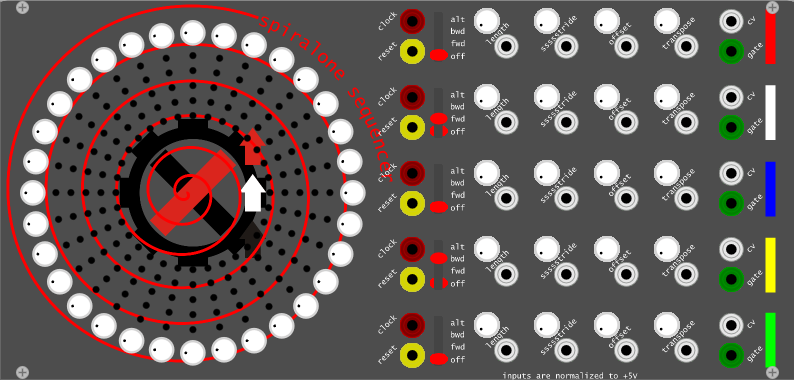 spiralone sequence
clock
reset
alt
bwd
fwd
off
length
ssssstride
offset
transpose
cv
gate
clock
reset
alt
bwd
fwd
off
length
ssssstride
offset
transpose
cv
gate
clock
reset
alt
bwd
fwd
off
length
ssssstride
offset
transpose
cv
gate
clock
reset
alt
bwd
fwd
off
length
ssssstride
offset
transpose
cv
gate
clock
reset
alt
bwd
fwd
off
length
ssssstride
offset
transpose
cv
gate
inputs are normalized to +5V